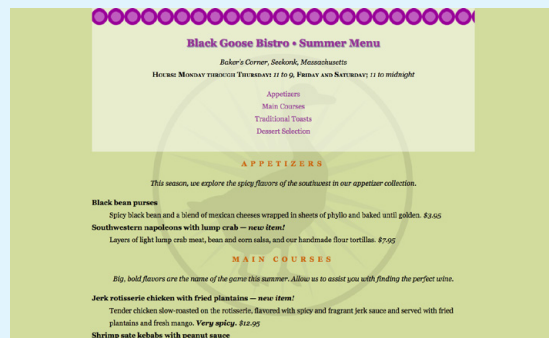 Black Goose Bistro • Summer Menu
Baker's Corner, Seekonk, Massachusetts
Hours: Monday through Thursday: 11 to 9, Friday and Saturday; 11 to midnight
Appetizers
Main Courses
Traditional Toasts
Dessert Selection
APPETIZERS
This season, we explore the spicy flavors of the southwest in our appetizer collection.
Black bean purses
Spicy black bean and a blend of mexican cheeses wrapped in sheets of phyllo and baked until golden. $3.95
Southwestern napoleons with lump crab — new item!
Layers of light lump crab meat, bean and corn salsa, and our handmade flour tortillas. $7.95
MAIN COURSES
Big, bold flavors are the name of the game this summer. Allow us to assist you with finding the perfect wine.
Jerk rotisserie chicken with fried plantains — new item!
Tender chicken slow-roasted on the rotisserie, flavored with spicy and fragrant jerk sauce and served with fried
plantains and fresh mango. Very spicy. $12.95
Shrimp sate kebabs with peanut sauce